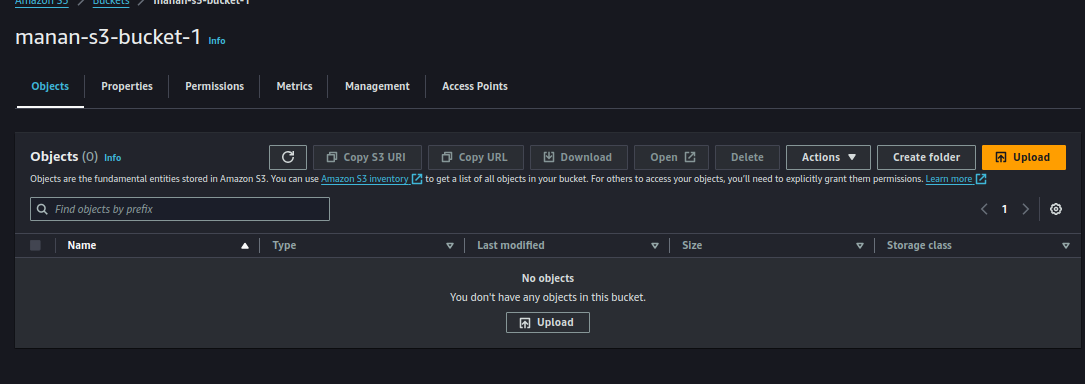 Amazon S3 Buckets manan-s3-bucket-1
manan-s3-bucket-1 Info
Objects Properties Permissions Metrics Management Access Points
Objects (0) Info Copy S3 URI Copy URL Download Open Delete Actions Create folder Upload
Objects are the fundamental entities stored in Amazon S3. You can use Amazon S3 inventory to get a list of all objects in your bucket. For others to access your objects, you'll need to explicitly grant them permissions. Learn more
Find objects by prefix 1
Name Type Last modified Size Storage class
No objects
You don't have any objects in this bucket.
Upload